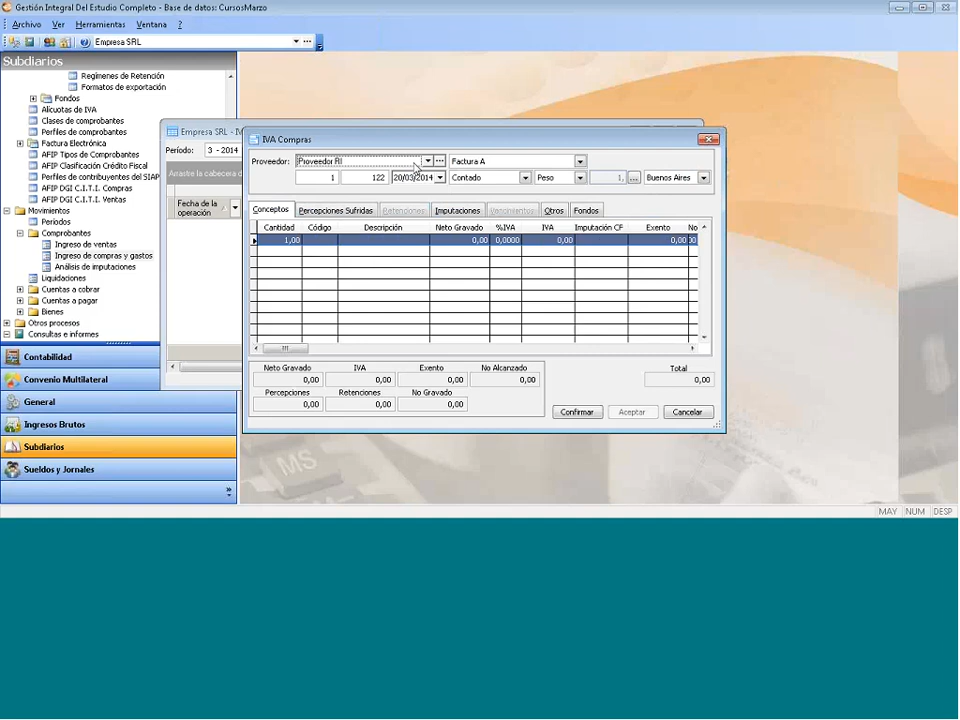 Gestión Integral Del Estudio Completo - Base de datos: CursosMarzo
Archivo Ver Herramientas Ventana ?
Empresa SRL
Subdiarios
Regímenes de Retención
Formatos de exportación
Fondos
Alícuotas de IVA
Clases de comprobantes
Perfiles de comprobantes
Factura Electrónica
AFIP Tipos de Comprobantes
AFIP Clasificación Crédito Fiscal
Perfiles de contribuyentes del SIAP
AFIP DGI C.I.T.I. Compras
AFIP DGI C.I.T.I. Ventas
Movimientos
Períodos
Comprobantes
Ingreso de ventas
Ingreso de compras y gastos
Análisis de imputaciones
Liquidaciones
Cuentas a cobrar
Cuentas a pagar
Bienes
Otros procesos
Consultas e informes
Contabilidad
Convenio Multilateral
General
Ingresos Brutos
Subdiarios
Sueldos y Jornales
Empresa SRL - IV
Período: 3 - 2014
Arrastre la cabecera d
Fecha de la operación
IVA Compras
Proveedor: Proveedor RI Factura A
1 122 20/03/2014 Contado Peso 1, ... Buenos Aires
Conceptos Percepciones Sufridas Retenciones Imputaciones Vencimientos Otros Fondos
Cantidad Código Descripción Neto Gravado %IVA IVA Imputación CF Exento No
1,00 0,00 0,0000 0,00 0,00
Neto Gravado IVA Exento No Alcanzado Total
0,00 0,00 0,00 0,00 0,00
Percepciones Retenciones No Gravado
0,00 0,00 0,00
Confirmar Aceptar Cancelar
MS
MAY NUM DESP